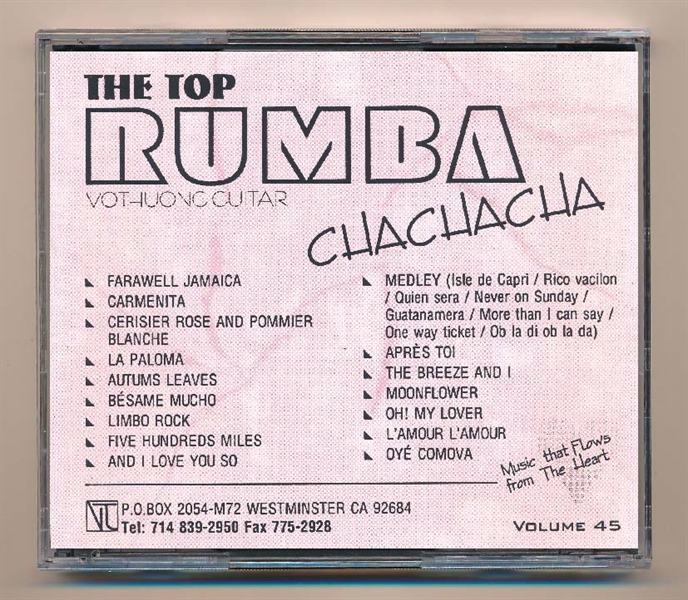 THE TOP
RUMBA
VOTHUONG GUITAR
CHACHACHA
FARAWELL JAMAICA
CARMENITA
CERISIER ROSE AND POMMIER
BLANCHE
LA PALOMA
AUTUMS LEAVES
BÉSAME MUCHO
LIMBO ROCK
FIVE HUNDREDS MILES
AND I LOVE YOU SO
MEDLEY (Isle de Capri / Rico vacilon
/ Quien sera / Never on Sunday /
Guatanamera / More than I can say /
One way ticket / Ob la di ob la da)
APRÈS TOI
THE BREEZE AND I
MOONFLOWER
OH! MY LOVER
L'AMOUR L'AMOUR
OYÉ COMOVA
Music that Flows
from The Heart
VTL P.O.BOX 2054-M72 WESTMINSTER CA 92684
Tel: 714 839-2950 Fax 775-2928
VOLUME 45